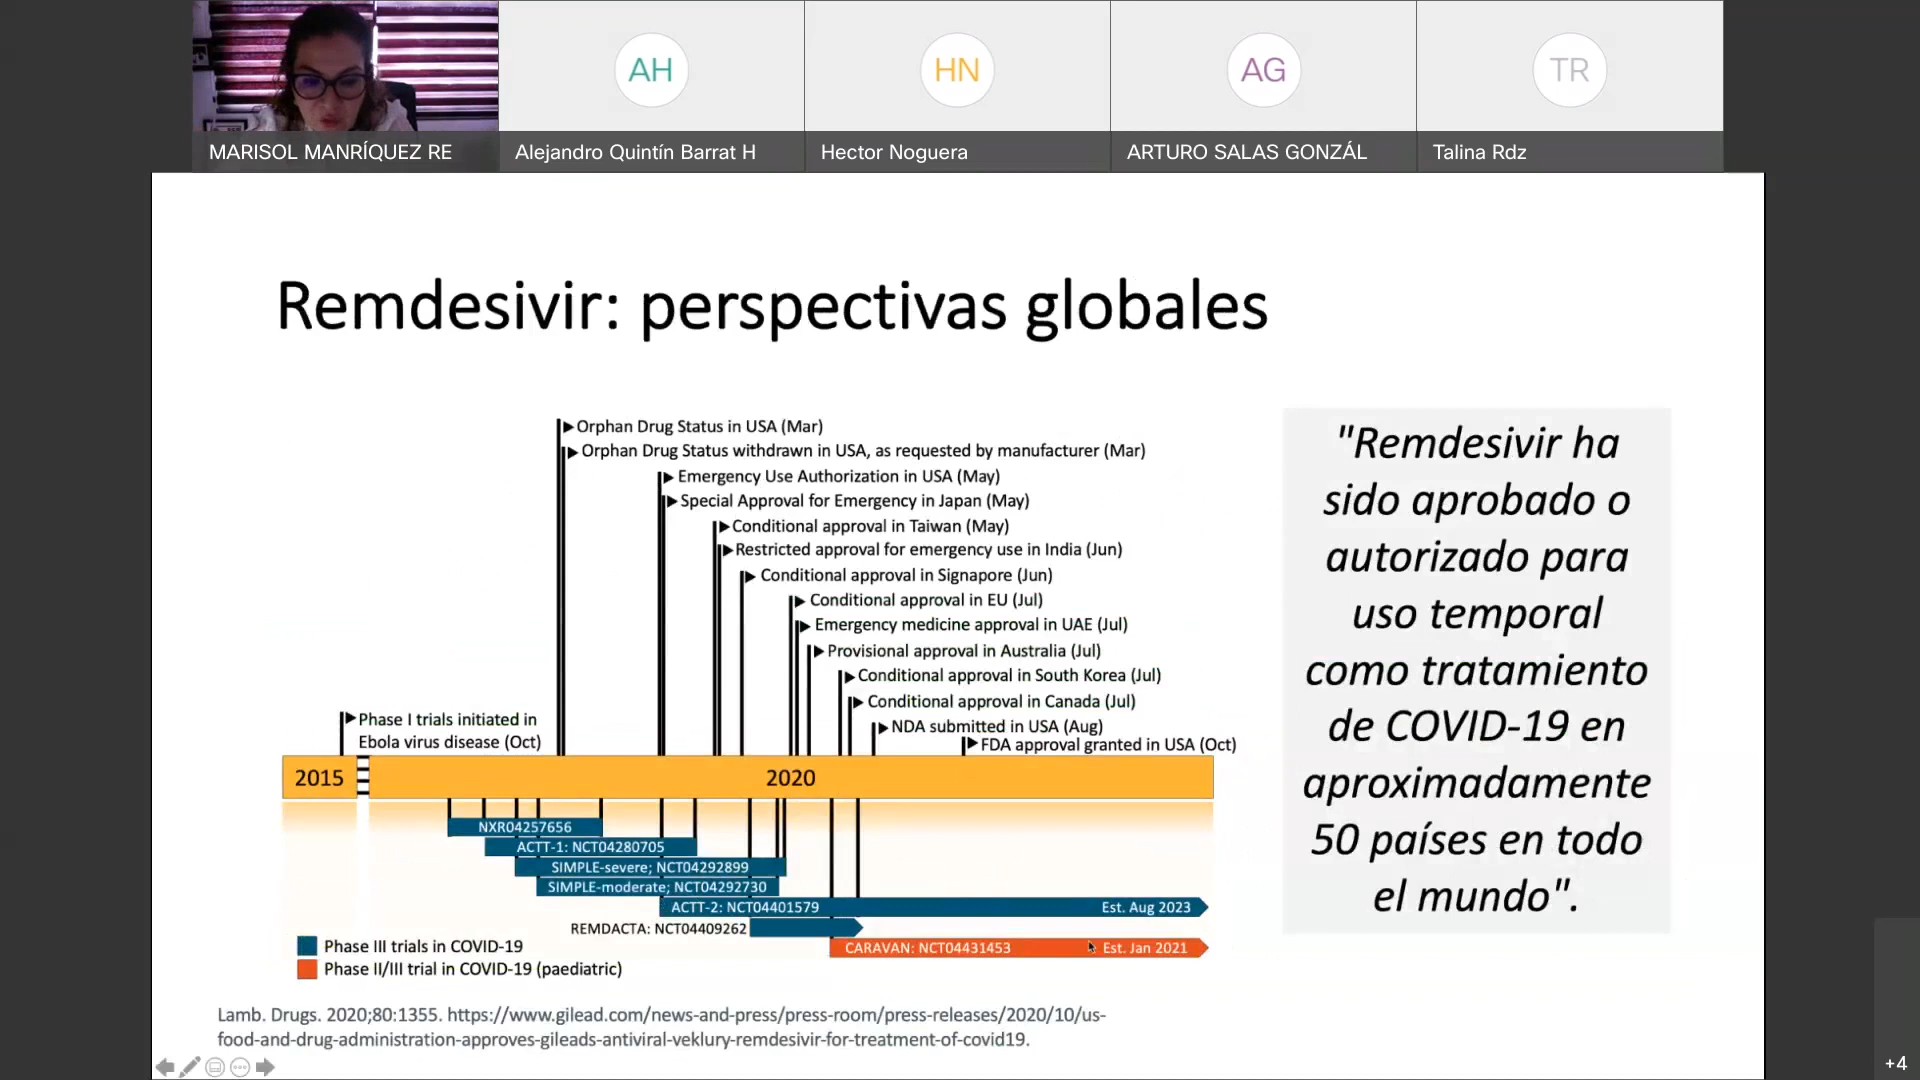 AH
HN
AG
TR
MARISOL MANRÍQUEZ RE
Alejandro Quintín Barrat H
Hector Noguera
ARTURO SALAS GONZÁL
Talina Rdz
Remdesivir: perspectivas globales
Orphan Drug Status in USA (Mar)
Orphan Drug Status withdrawn in USA, as requested by manufacturer (Mar)
Emergency Use Authorization in USA (May)
Special Approval for Emergency in Japan (May)
Conditional approval in Taiwan (May)
Restricted approval for emergency use in India (Jun)
Conditional approval in Signapore (Jun)
Conditional approval in EU (Jul)
Emergency medicine approval in UAE (Jul)
Provisional approval in Australia (Jul)
Conditional approval in South Korea (Jul)
Conditional approval in Canada (Jul)
NDA submitted in USA (Aug)
FDA approval granted in USA (Oct)
Phase I trials initiated in
Ebola virus disease (Oct)
2015
2020
NXR04257656
ACTT-1: NCT04280705
SIMPLE-severe; NCT04292899
SIMPLE-moderate; NCT04292730
ACTT-2: NCT04401579
Est. Aug 2023
REMDACTA: NCT04409262
CARAVAN: NCT04431453
Est. Jan 2021
Phase III trials in COVID-19
Phase II/III trial in COVID-19 (paediatric)
"Remdesivir ha
sido aprobado o
autorizado para
uso temporal
como tratamiento
de COVID-19 en
aproximadamente
50 países en todo
el mundo".
Lamb. Drugs. 2020;80:1355. https://www.gilead.com/news-and-press/press-room/press-releases/2020/10/us-
food-and-drug-administration-approves-gileads-antiviral-veklury-remdesivir-for-treatment-of-covid19.
+4